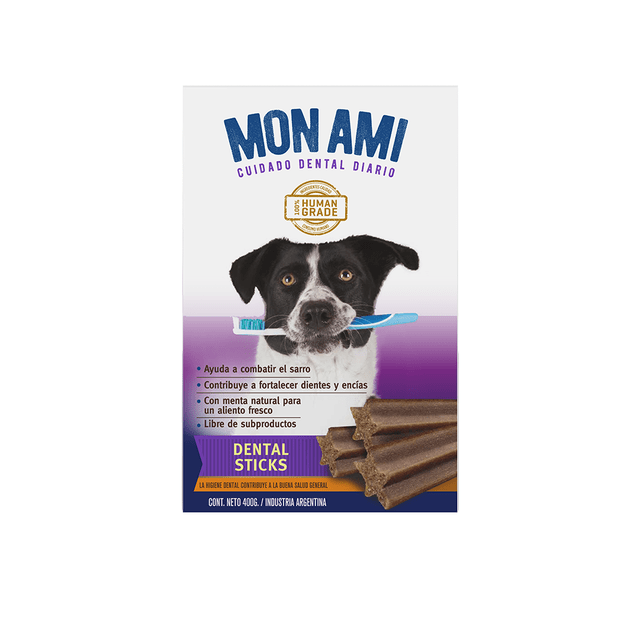 MON AMI
CUIDADO DENTAL DIARIO
100%
HUMAN
GRADE
CONSUMO HUMANO
• Ayuda a combatir el sarro
• Contribuye a fortalecer dientes y encías
• Con menta natural para
un aliento fresco
• Libre de subproductos
DENTAL
STICKS
LA HIGIENE DENTAL CONTRIBUYE A LA BUENA SALUD GENERAL
CONT. NETO 400G. / INDUSTRIA ARGENTINA